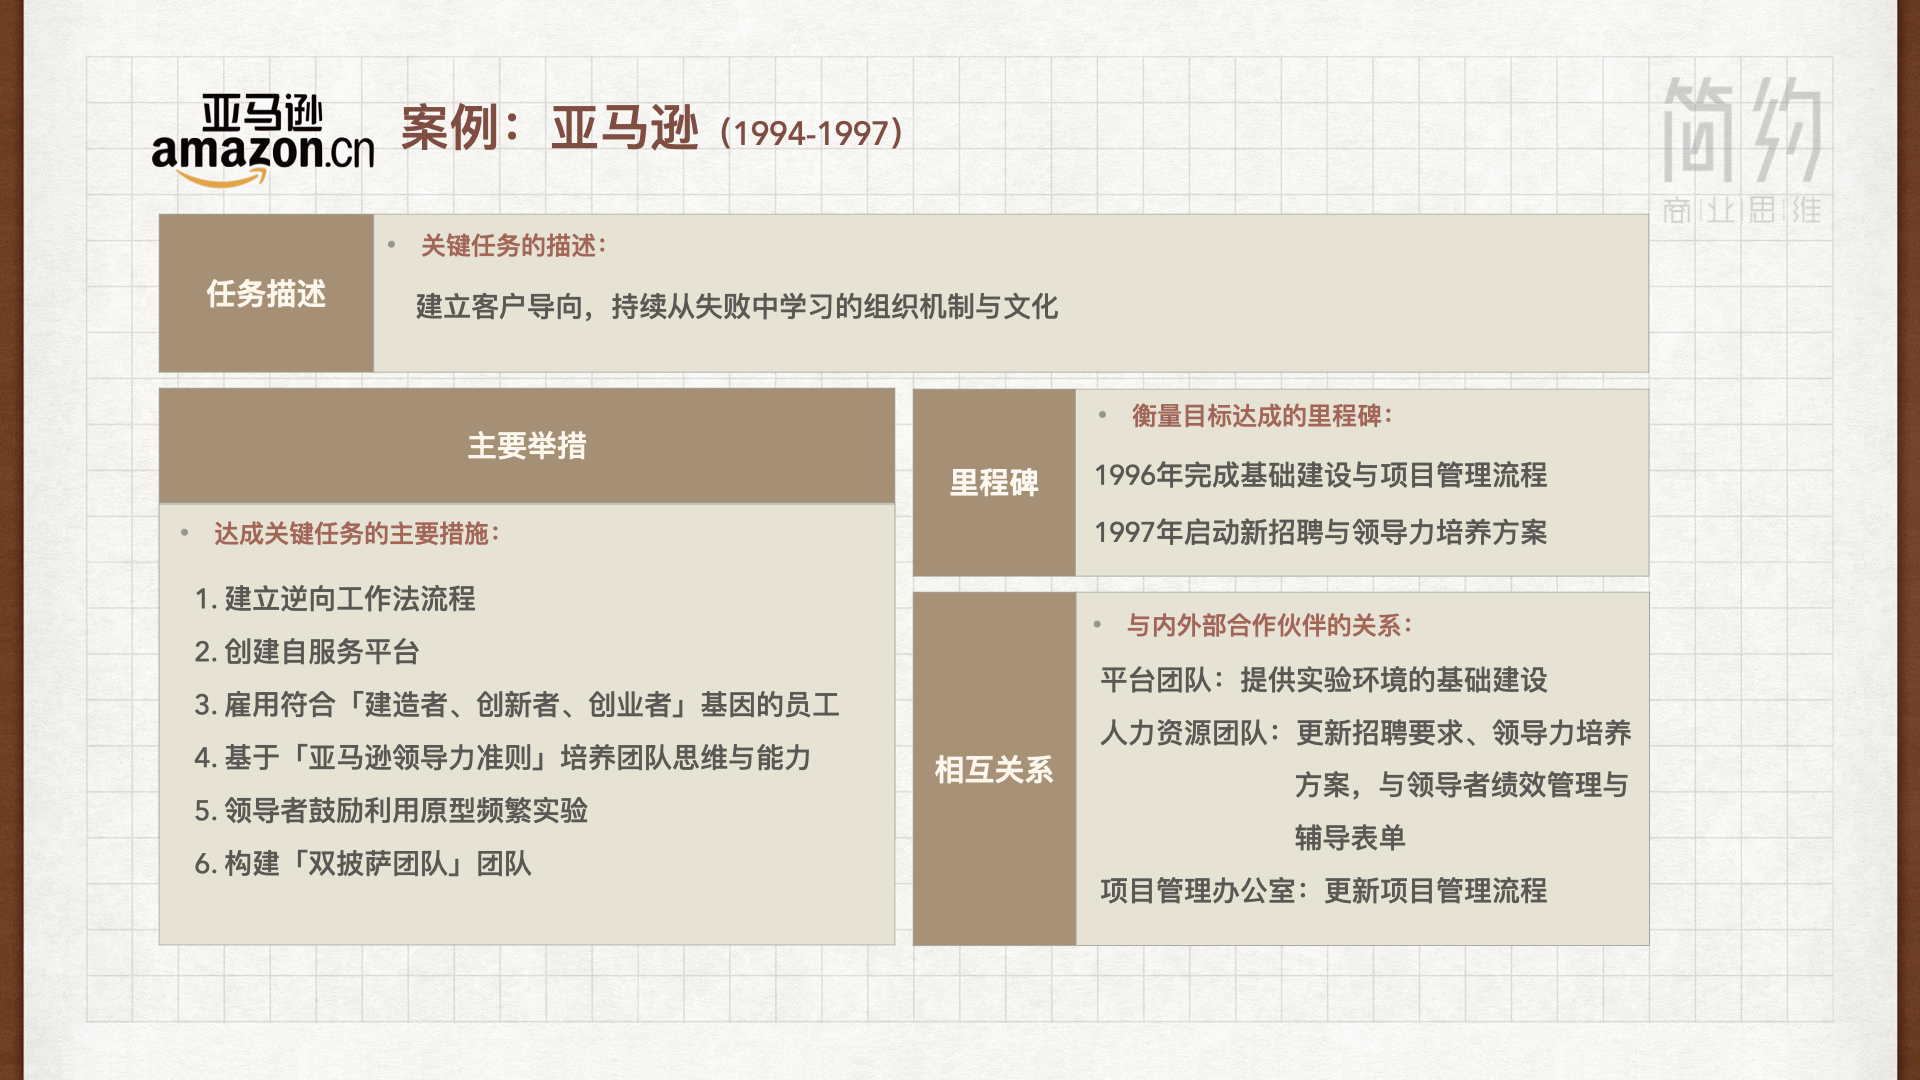 亚马逊
amazon.cn
案例：亚马逊（1994-1997）
简约
商业思维
任务描述
• 关键任务的描述：
建立客户导向，持续从失败中学习的组织机制与文化
主要举措
• 达成关键任务的主要措施：
1. 建立逆向工作法流程
2. 创建自服务平台
3. 雇用符合「建造者、创新者、创业者」基因的员工
4. 基于「亚马逊领导力准则」培养团队思维与能力
5. 领导者鼓励利用原型频繁实验
6. 构建「双披萨团队」团队
里程碑
• 衡量目标达成的里程碑：
1996年完成基础建设与项目管理流程
1997年启动新招聘与领导力培养方案
相互关系
• 与内外部合作伙伴的关系：
平台团队：提供实验环境的基础建设
人力资源团队：更新招聘要求、领导力培养
方案，与领导者绩效管理与
辅导表单
项目管理办公室：更新项目管理流程